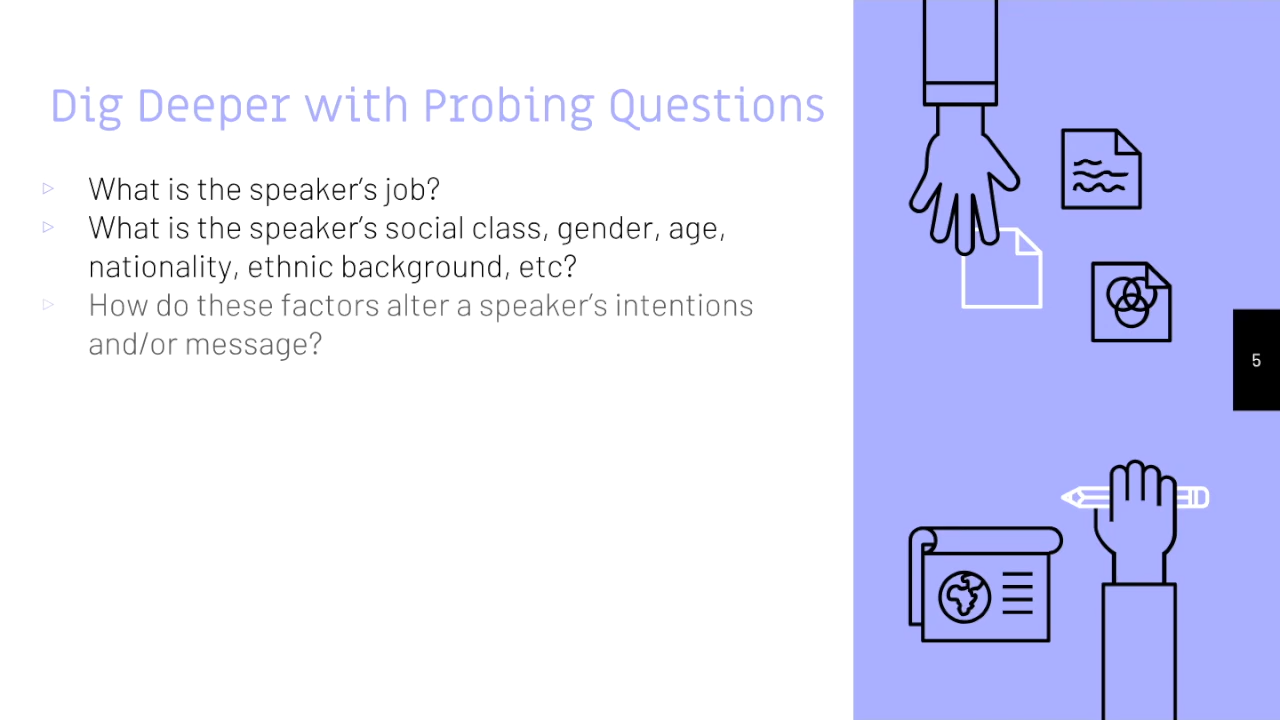 Dig Deeper with Probing Questions
▷ What is the speaker’s job?
▷ What is the speaker’s social class, gender, age,
nationality, ethnic background, etc?
▷ How do these factors alter a speaker’s intentions
and/or message?
5